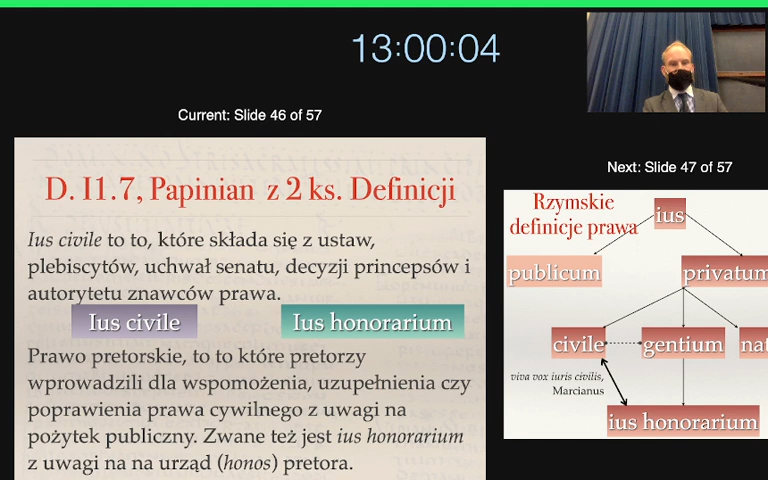 13:00:04
Current: Slide 46 of 57
D. I1.7, Papinian z 2 ks. Definicji
Ius civile to to, które składa się z ustaw,
plebiscytów, uchwał senatu, decyzji princepsów i
autorytetu znawców prawa.
Ius civile
Ius honorarium
Prawo pretorskie, to to które pretorzy
wprowadzili dla wspomożenia, uzupełnienia czy
poprawienia prawa cywilnego z uwagi na
pożytek publiczny. Zwane też jest ius honorarium
z uwagi na na urząd (honos) pretora.
Next: Slide 47 of 57
Rzymskie
definicje prawa
ius
publicum
privatum
civile
gentium
nat
viva vox iuris civilis,
Marcianus
ius honorarium